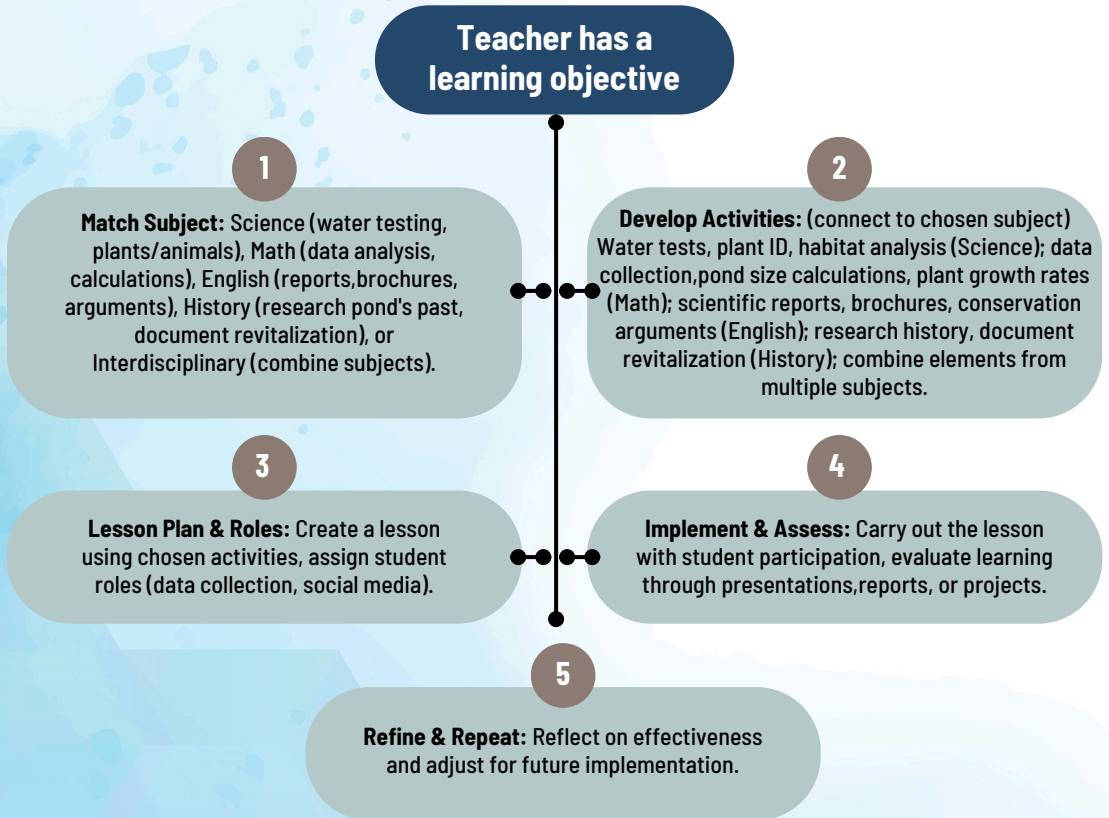 Teacher has a
learning objective
1
Match Subject: Science (water testing,
plants/animals), Math (data analysis,
calculations), English (reports,brochures,
arguments), History (research pond's past,
document revitalization), or
Interdisciplinary (combine subjects).
2
Develop Activities: (connect to chosen subject)
Water tests, plant ID, habitat analysis (Science); data
collection,pond size calculations, plant growth rates
(Math); scientific reports, brochures, conservation
arguments (English); research history, document
revitalization (History); combine elements from
multiple subjects.
3
Lesson Plan & Roles: Create a lesson
using chosen activities, assign student
roles (data collection, social media).
4
Implement & Assess: Carry out the lesson
with student participation, evaluate learning
through presentations,reports, or projects.
5
Refine & Repeat: Reflect on effectiveness
and adjust for future implementation.